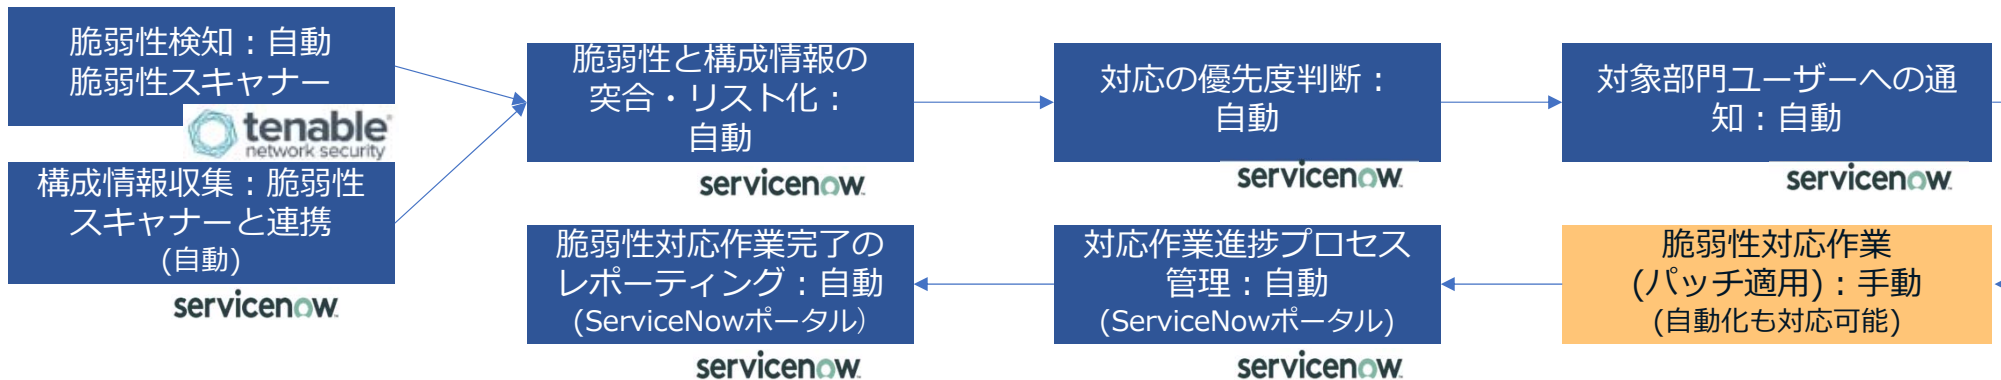 脆弱性検知：自動
脆弱性スキャナー
tenable
network security
構成情報収集：脆弱性
スキャナーと連携
(自動)
servicenow
脆弱性と構成情報の
突合・リスト化：
自動
servicenow
対応の優先度判断：
自動
servicenow
対象部門ユーザーへの通
知：自動
servicenow
脆弱性対応作業
(パッチ適用)：手動
(自動化も対応可能)
対応作業進捗プロセス
管理：自動
(ServiceNowポータル)
servicenow
脆弱性対応作業完了の
レポーティング：自動
(ServiceNowポータル）
servicenow